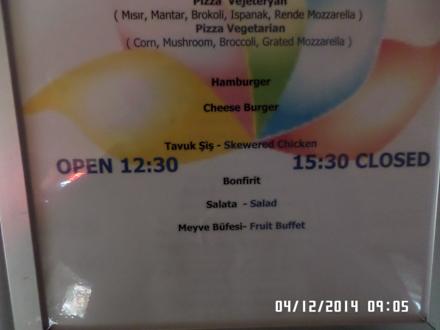 Pizza Vejeteryan
( Mısır, Mantar, Brokoli, Ispanak, Rende Mozzarella )
Pizza Vegetarian
( Corn, Mushroom, Broccoli, Grated Mozzarella )
Hamburger
Cheese Burger
Tavuk Şiş - Skewered Chicken
OPEN 12:30 15:30 CLOSED
Bonfirit
Salata - Salad
Meyve Büfesi- Fruit Buffet
04/12/2014 09:05